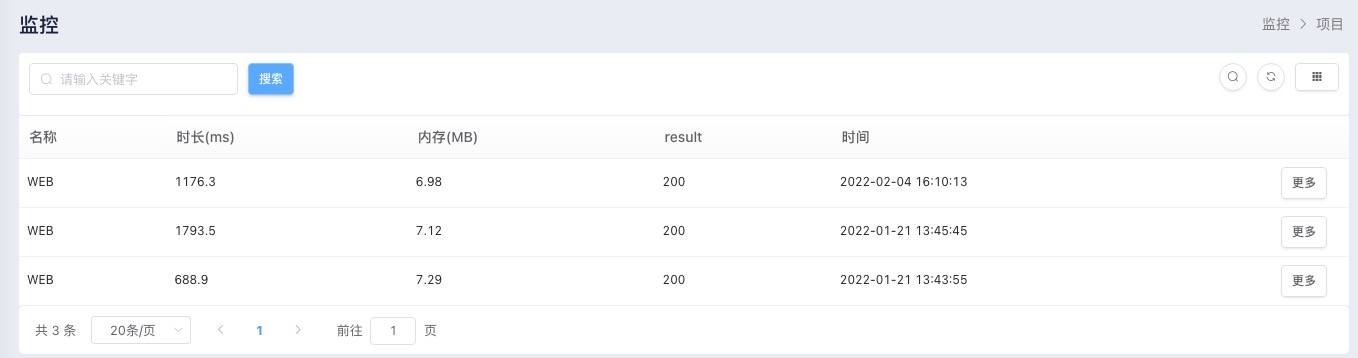 监控
监控 > 项目
请输入关键字 搜索
名称 时长(ms) 内存(MB) result 时间
WEB 1176.3 6.98 200 2022-02-04 16:10:13 更多
WEB 1793.5 7.12 200 2022-01-21 13:45:45 更多
WEB 688.9 7.29 200 2022-01-21 13:43:55 更多
共 3 条 20条/页 < 1 > 前往 1 页